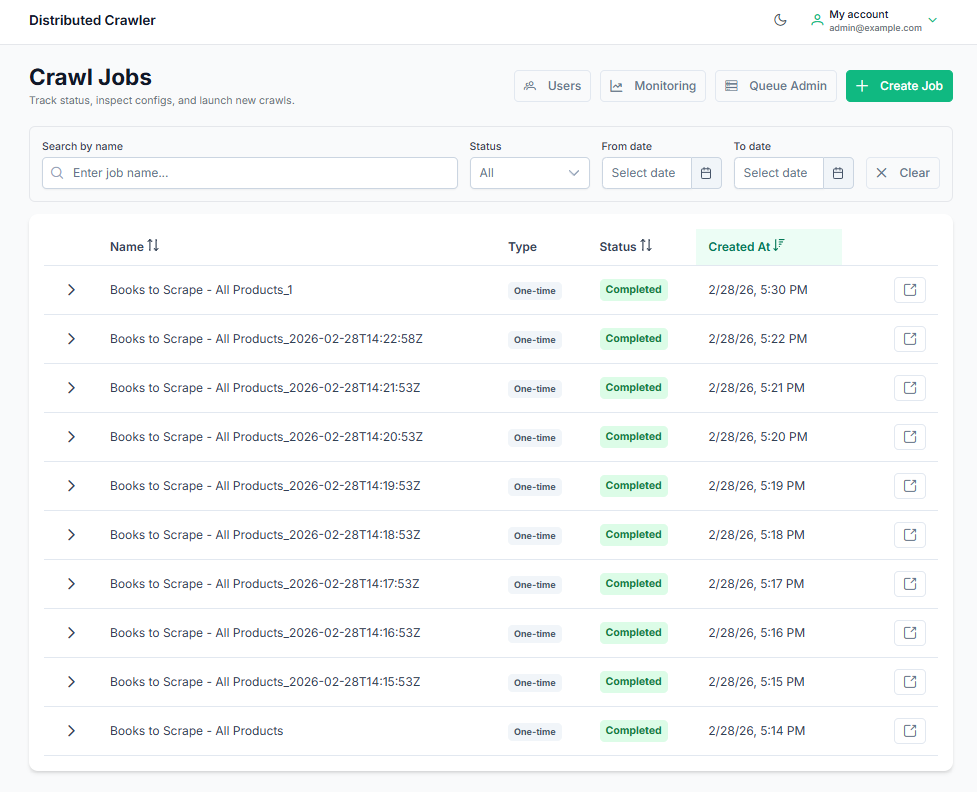 Distributed Crawler
My account
admin@example.com
Crawl Jobs
Track status, inspect configs, and launch new crawls.
Users
Monitoring
Queue Admin
Create Job
Search by name
Status
From date
To date
Enter job name...
All
Select date
Select date
Clear
Name Type Status Created At
Books to Scrape - All Products_1 One-time Completed 2/28/26, 5:30 PM
Books to Scrape - All Products_2026-02-28T14:22:58Z One-time Completed 2/28/26, 5:22 PM
Books to Scrape - All Products_2026-02-28T14:21:53Z One-time Completed 2/28/26, 5:21 PM
Books to Scrape - All Products_2026-02-28T14:20:53Z One-time Completed 2/28/26, 5:20 PM
Books to Scrape - All Products_2026-02-28T14:19:53Z One-time Completed 2/28/26, 5:19 PM
Books to Scrape - All Products_2026-02-28T14:18:53Z One-time Completed 2/28/26, 5:18 PM
Books to Scrape - All Products_2026-02-28T14:17:53Z One-time Completed 2/28/26, 5:17 PM
Books to Scrape - All Products_2026-02-28T14:16:53Z One-time Completed 2/28/26, 5:16 PM
Books to Scrape - All Products_2026-02-28T14:15:53Z One-time Completed 2/28/26, 5:15 PM
Books to Scrape - All Products One-time Completed 2/28/26, 5:14 PM